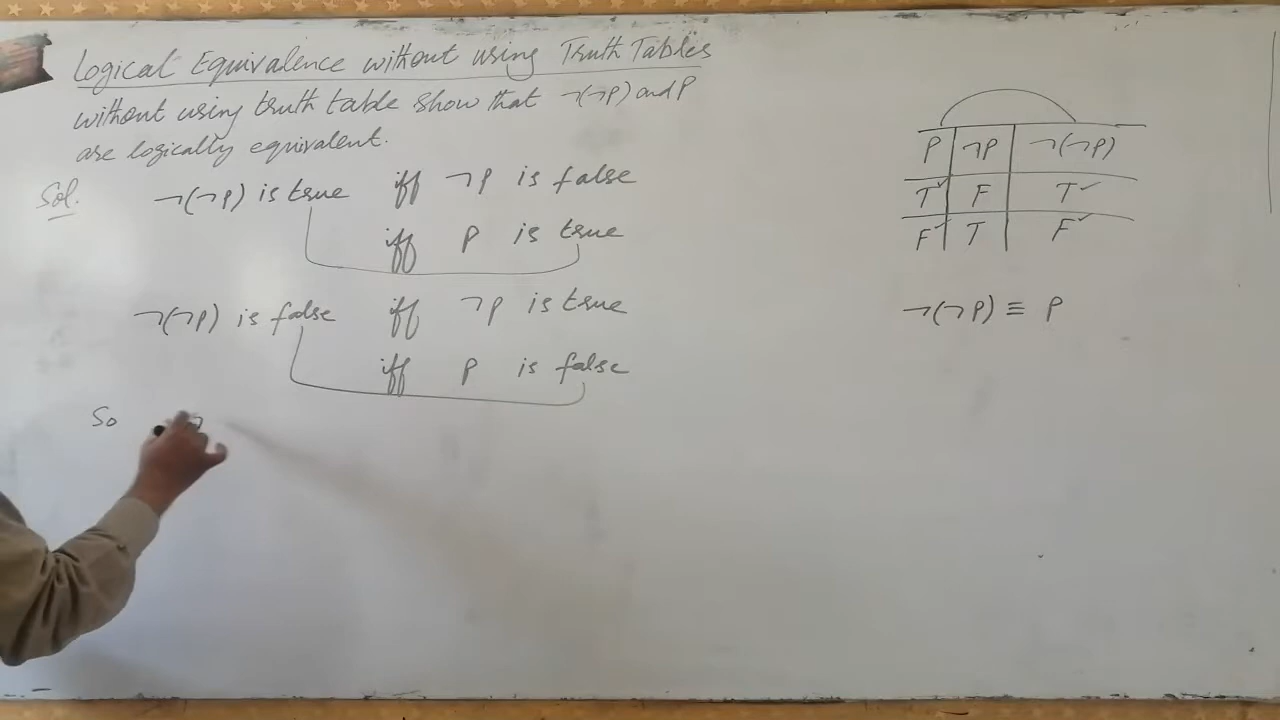 Logical Equivalence without using Truth Tables
without using truth table show that ¬(¬P) and P
are logically equivalent.
Sol. ¬(¬P) is true iff ¬P is false
iff P is true
¬(¬P) is false iff ¬P is true
iff P is false
So
P ¬P ¬(¬P)
T✓ F T✓
F✓ T F✓
¬(¬P) ≡ P